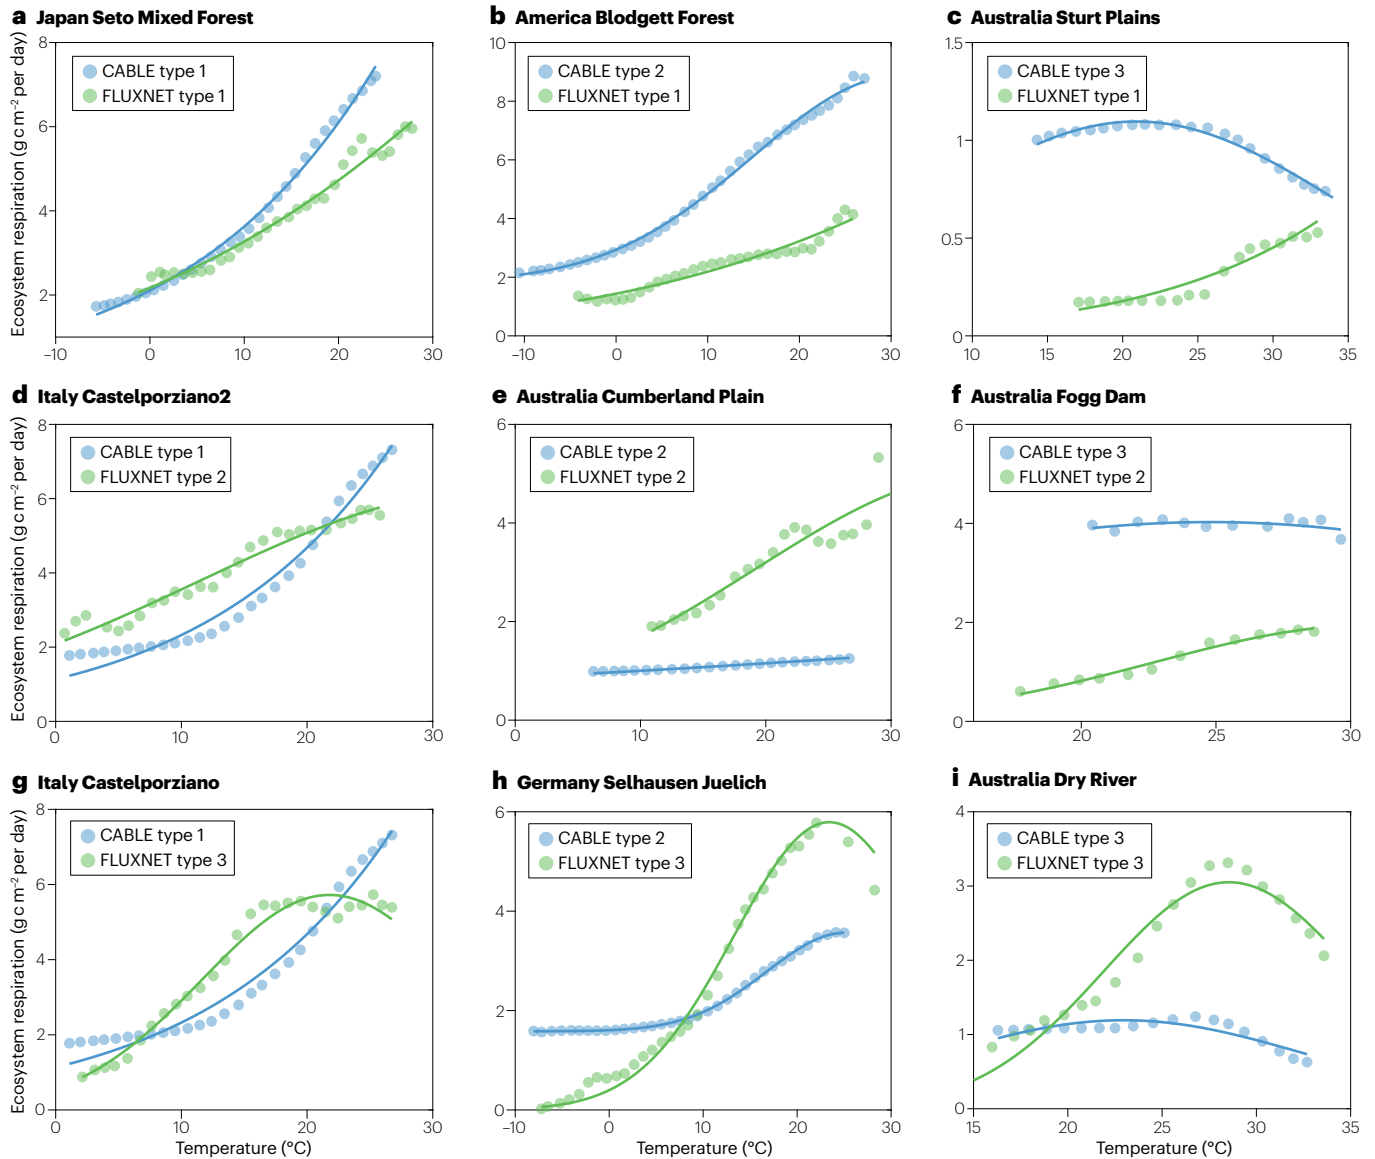 a Japan Seto Mixed Forest
Ecosystem respiration (g c m⁻² per day)
8
6
4
2
CABLE type 1
FLUXNET type 1
–10 0 10 20 30
b America Blodgett Forest
10
8
6
4
2
0
CABLE type 2
FLUXNET type 1
–10 0 10 20 30
c Australia Sturt Plains
1.5
1
0.5
0
CABLE type 3
FLUXNET type 1
10 15 20 25 30 35
d Italy Castelporziano2
Ecosystem respiration (g c m⁻² per day)
8
6
4
2
0
CABLE type 1
FLUXNET type 2
0 10 20 30
e Australia Cumberland Plain
6
4
2
0
CABLE type 2
FLUXNET type 2
0 10 20 30
f Australia Fogg Dam
6
4
2
0
CABLE type 3
FLUXNET type 2
20 25 30
g Italy Castelporziano
Ecosystem respiration (g c m⁻² per day)
8
6
4
2
0
CABLE type 1
FLUXNET type 3
0 10 20 30
Temperature (°C)
h Germany Selhausen Juelich
6
4
2
0
CABLE type 2
FLUXNET type 3
–10 0 10 20 30
Temperature (°C)
i Australia Dry River
4
3
2
1
0
CABLE type 3
FLUXNET type 3
15 20 25 30 35
Temperature (°C)